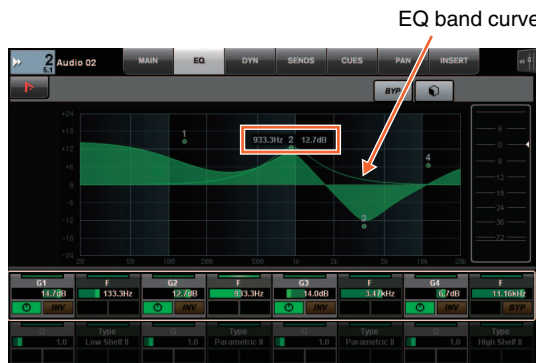 EQ band curve
2 5.1 Audio 02 MAIN EQ DYN SENDS CUES PAN INSERT
BYP
+24
+18
+12
+6
0
-6
-12
-18
-24
1
933.3Hz 2 12.7dB
4
3
20 50 100 200 500 1k 2k 5k 10k 20k
6
0
6
12
18
24
36
72
G1 F G2 F G3 F G4 F
14.7dB 133.3Hz 12.7dB 933.3Hz 14.0dB 3.47kHz 6.7dB 11.16kHz
INV INV INV INV BYP
Q Type Q Type Q Type Q Type
1.0 Low Shelf II 1.0 Parametric II 1.0 Parametric II 1.0 High Shelf II